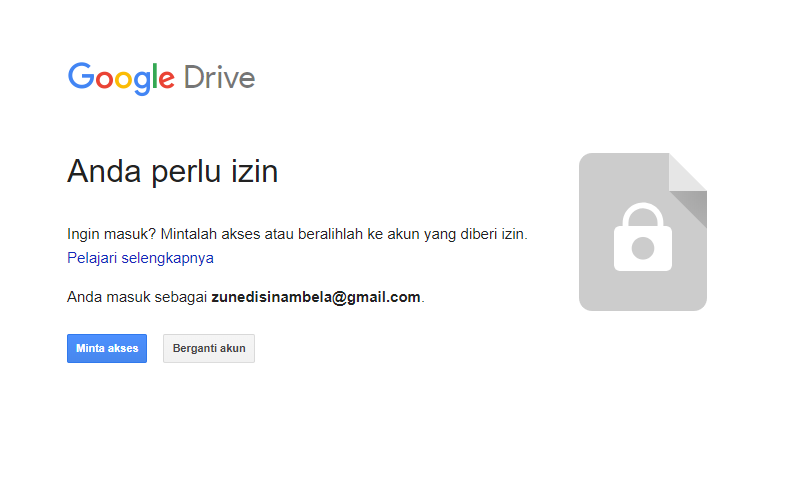 Google Drive
Anda perlu izin
Ingin masuk? Mintalah akses atau beralihlah ke akun yang diberi izin.
Pelajari selengkapnya
Anda masuk sebagai zunedisinambela@gmail.com.
Minta akses
Berganti akun